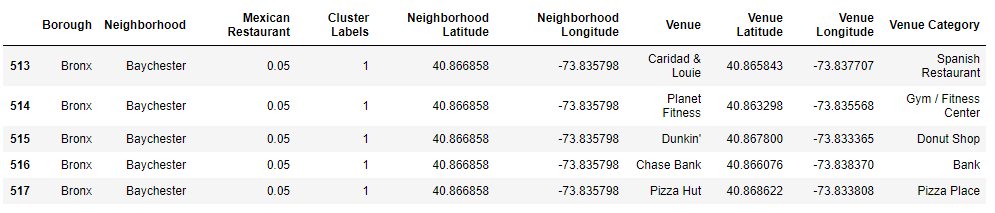 Borough Neighborhood Mexican Restaurant Cluster Labels Neighborhood Latitude Neighborhood Longitude Venue Venue Latitude Venue Longitude Venue Category
513 Bronx Baychester 0.05 1 40.866858 -73.835798 Caridad & Louie 40.865843 -73.837707 Spanish Restaurant
514 Bronx Baychester 0.05 1 40.866858 -73.835798 Planet Fitness 40.863298 -73.835568 Gym / Fitness Center
515 Bronx Baychester 0.05 1 40.866858 -73.835798 Dunkin' 40.867800 -73.833365 Donut Shop
516 Bronx Baychester 0.05 1 40.866858 -73.835798 Chase Bank 40.866076 -73.838370 Bank
517 Bronx Baychester 0.05 1 40.866858 -73.835798 Pizza Hut 40.868622 -73.833808 Pizza Place